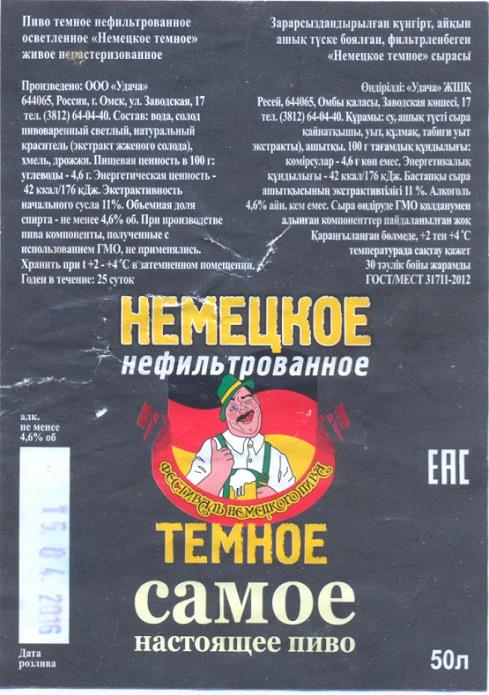 Пиво темное нефильтрованное
осветленное «Немецкое темное»
живое непастеризованное
Произведено: ООО «Удача»
644065, Россия, г. Омск, ул. Заводская, 17
тел. (3812) 64-04-40. Состав: вода, солод
пивоваренный светлый, натуральный
краситель (экстракт жженого солода),
хмель, дрожжи. Пищевая ценность в 100 г:
углеводы - 4,6 г. Энергетическая ценность -
42 ккал/176 кДж. Экстрактивность
начального сусла 11%. Объемная доля
спирта - не менее 4,6% об. При производстве
пива компоненты, полученные с
использованием ГМО, не применялись.
Хранить при t +2 - +4°С в затемненном помещении.
Годен в течение: 25 суток
Зарарсыздандырылған күңгірт, айқын
ашық түске боялған, фильтрленбеген
«Немецкое темное» сырасы
Өндірілді: «Удача» ЖШҚ
Ресей, 644065, Омбы қаласы, Заводская көшесі, 17
тел. (3812) 64-04-40. Құрамы: су, ашық түсті сыра
қайнатқышы, уыт, құлмақ, табиғи уыт
экстракты), ашытқы. 100 г тағамдық құндылығы:
көмірсулар - 4,6 г көп емес, Энергетикалық
құндылығы - 42 ккал/176 кДж. Бастапқы сыра
ашытқысының экстрактивтілігі 11 %. Алкоголь
4,6% айн. кем емес. Сыра өндіруде ГМО қолданумен
алынған компоненттер пайдаланылған жоқ
Қараңғыланған бөлмеде, +2 тен +4°С
температурада сақтау қажет
30 тәулік бойы жарамды
ГОСТ/МЕСТ 31711-2012
НЕМЕЦКОЕ
нефильтрованное
алк.
не менее
4,6% об
ФЕСТИВАЛЬ НЕМЕЦКОГО ПИВА
EAC
ТЕМНОЕ
самое
настоящее пиво
15.04.2016
Дата
розлива
50л